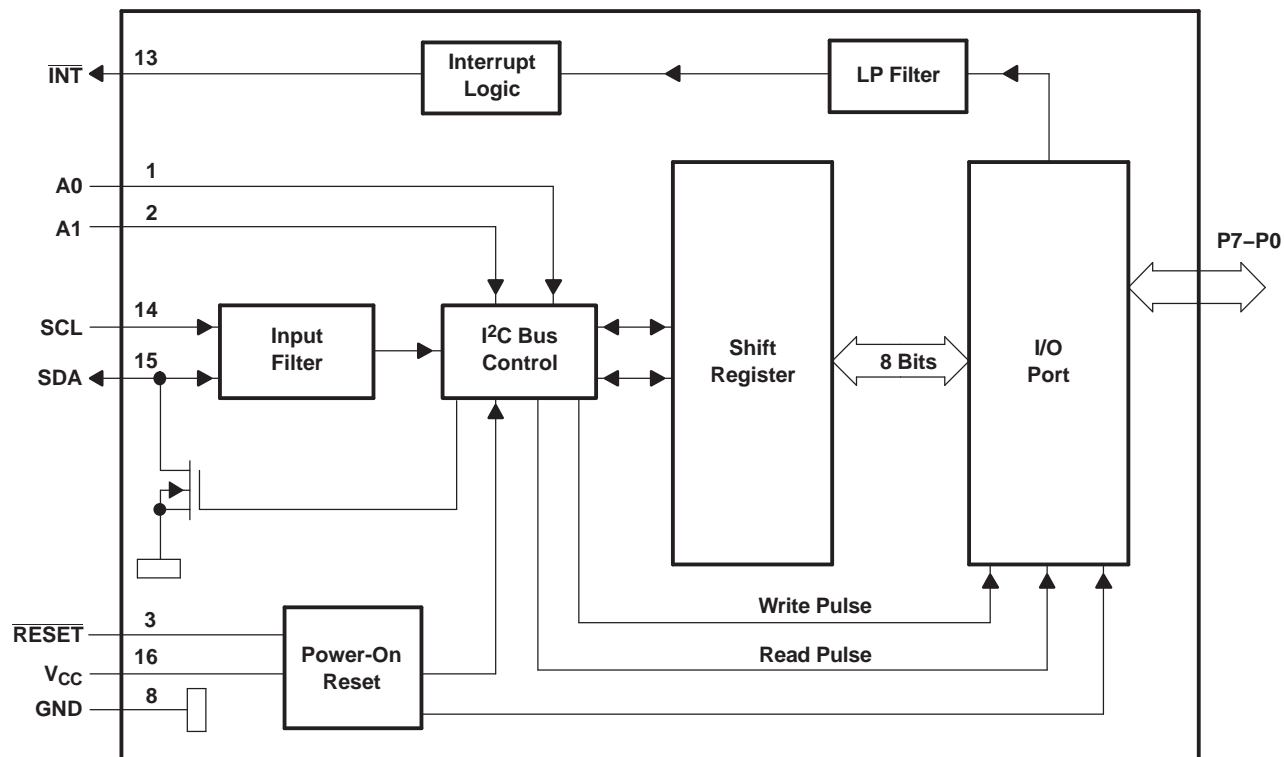 INT
13
Interrupt
Logic
LP Filter
A0
1
A1
2
P7–P0
SCL
14
SDA
15
Input
Filter
I²C Bus
Control
Shift
Register
8 Bits
I/O
Port
Write Pulse
Read Pulse
RESET
3
VCC
16
GND
8
Power-On
Reset